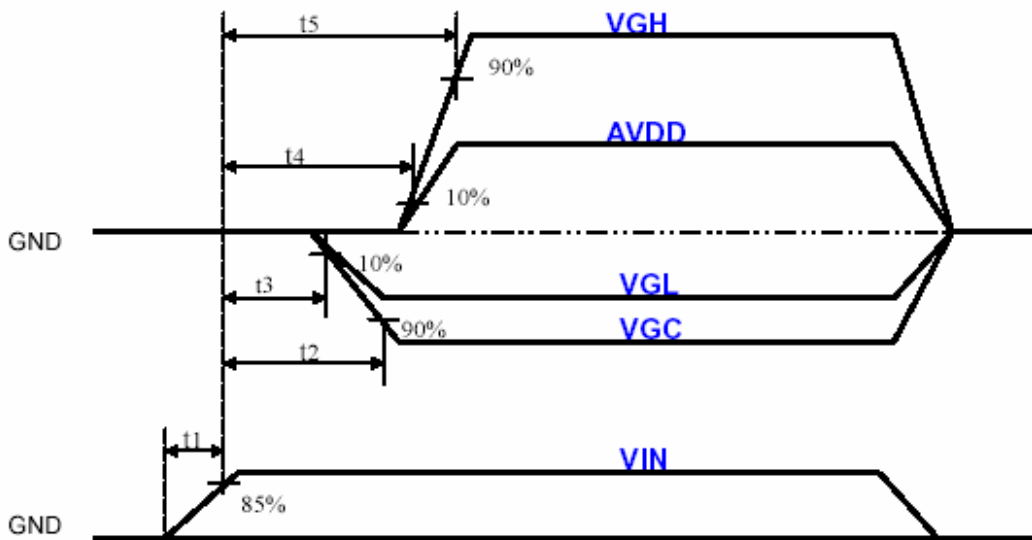 t5
VGH
90%
AVDD
t4
10%
GND
10%
t3
VGL
90%
VGC
t2
t1
VIN
85%
GND